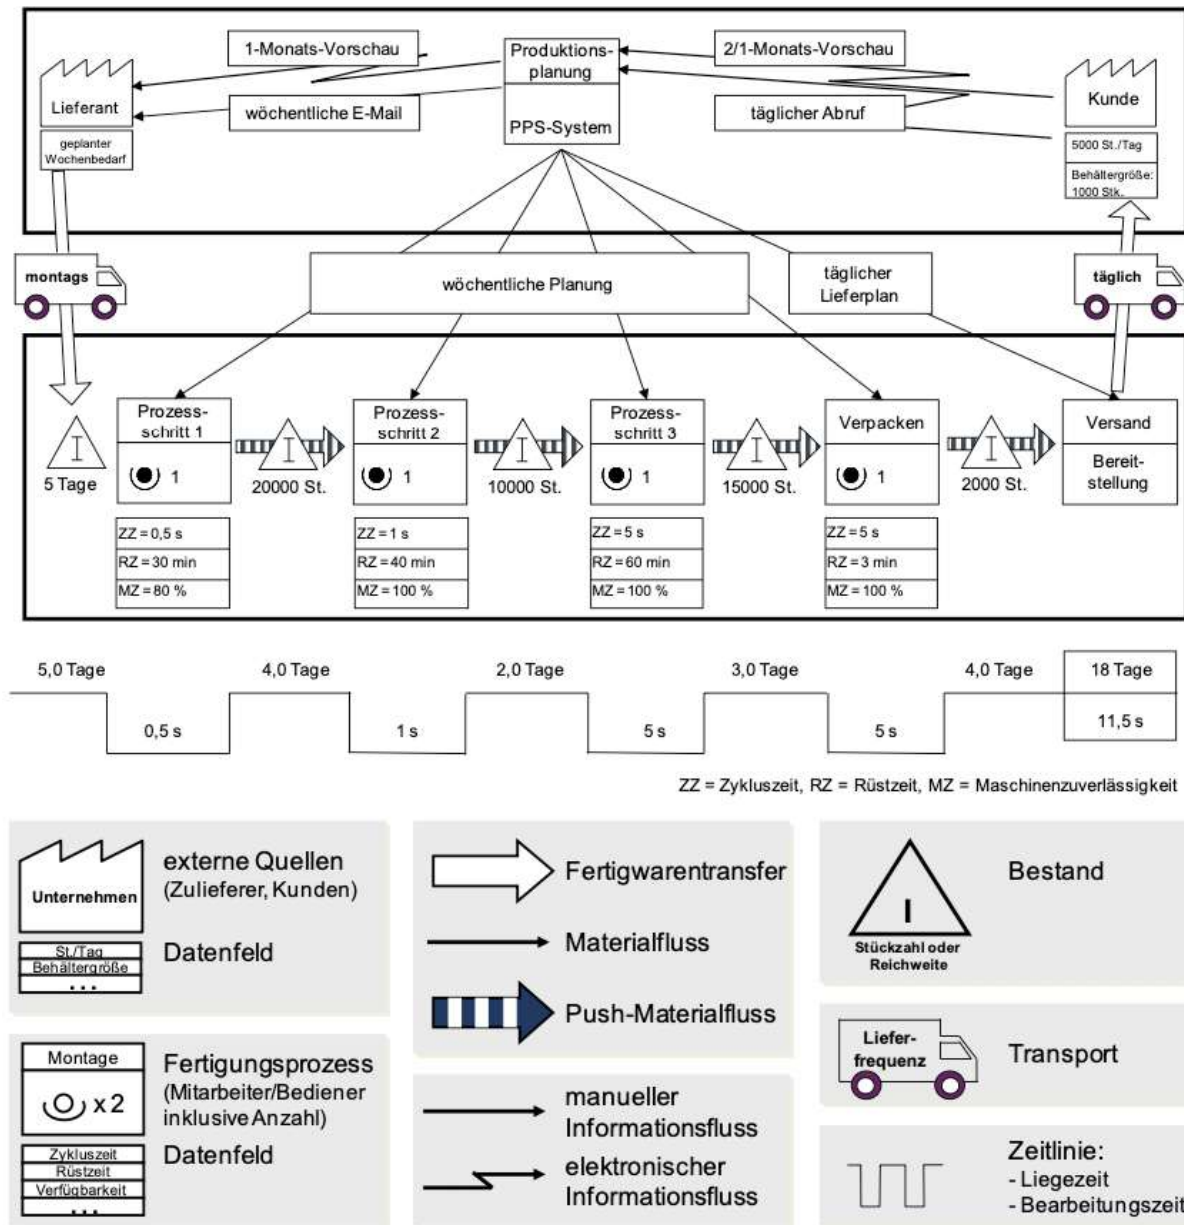 1-Monats-Vorschau
Produktions-
planung
2/1-Monats-Vorschau
Lieferant
wöchentliche E-Mail
PPS-System
täglicher Abruf
Kunde
geplanter
Wochenbedarf
5000 St./Tag
Behältergröße:
1000 Stk.
montags
wöchentliche Planung
täglicher
Lieferplan
täglich
Prozess-
schritt 1
Prozess-
schritt 2
Prozess-
schritt 3
Verpacken
Versand
I
1
I
1
I
1
I
1
I
Bereit-
stellung
5 Tage
20000 St.
10000 St.
15000 St.
2000 St.
ZZ = 0,5 s
RZ = 30 min
MZ = 80 %
ZZ = 1 s
RZ = 40 min
MZ = 100 %
ZZ = 5 s
RZ = 60 min
MZ = 100 %
ZZ = 5 s
RZ = 3 min
MZ = 100 %
5,0 Tage
4,0 Tage
2,0 Tage
3,0 Tage
4,0 Tage
18 Tage
0,5 s
1 s
5 s
5 s
11,5 s
ZZ = Zykluszeit, RZ = Rüstzeit, MZ = Maschinenzuverlässigkeit
Unternehmen
externe Quellen
(Zulieferer, Kunden)
St./Tag
Behältergröße
...
Datenfeld
Montage
x 2
Fertigungsprozess
(Mitarbeiter/Bediener
inklusive Anzahl)
Zykluszeit
Rüstzeit
Verfügbarkeit
...
Datenfeld
Fertigwarentransfer
Materialfluss
Push-Materialfluss
manueller
Informationsfluss
elektronischer
Informationsfluss
I
Stückzahl oder
Reichweite
Bestand
Liefer-
frequenz
Transport
Zeitlinie:
- Liegezeit
- Bearbeitungszeit